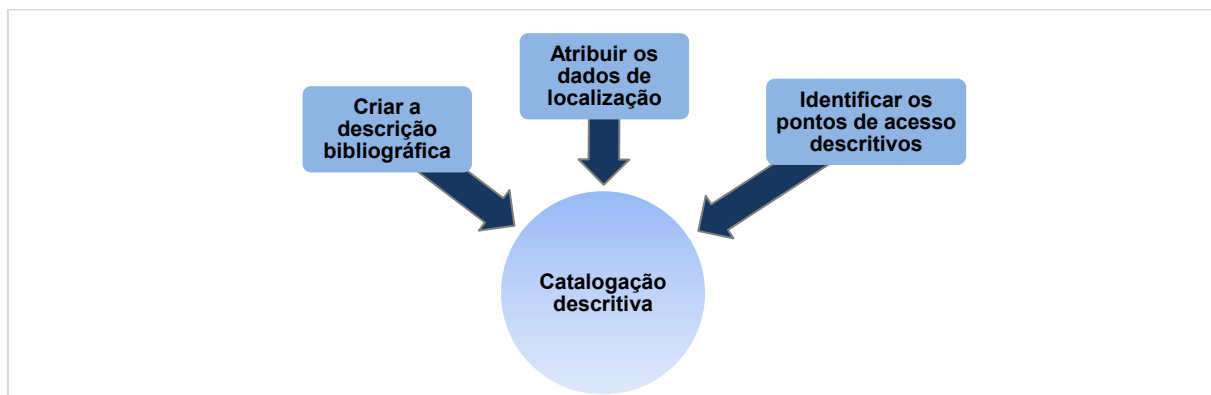 Criar a
descrição
bibliográfica
Atribuir os
dados de
localização
Identificar os
pontos de acesso
descritivos
Catalogação
descritiva